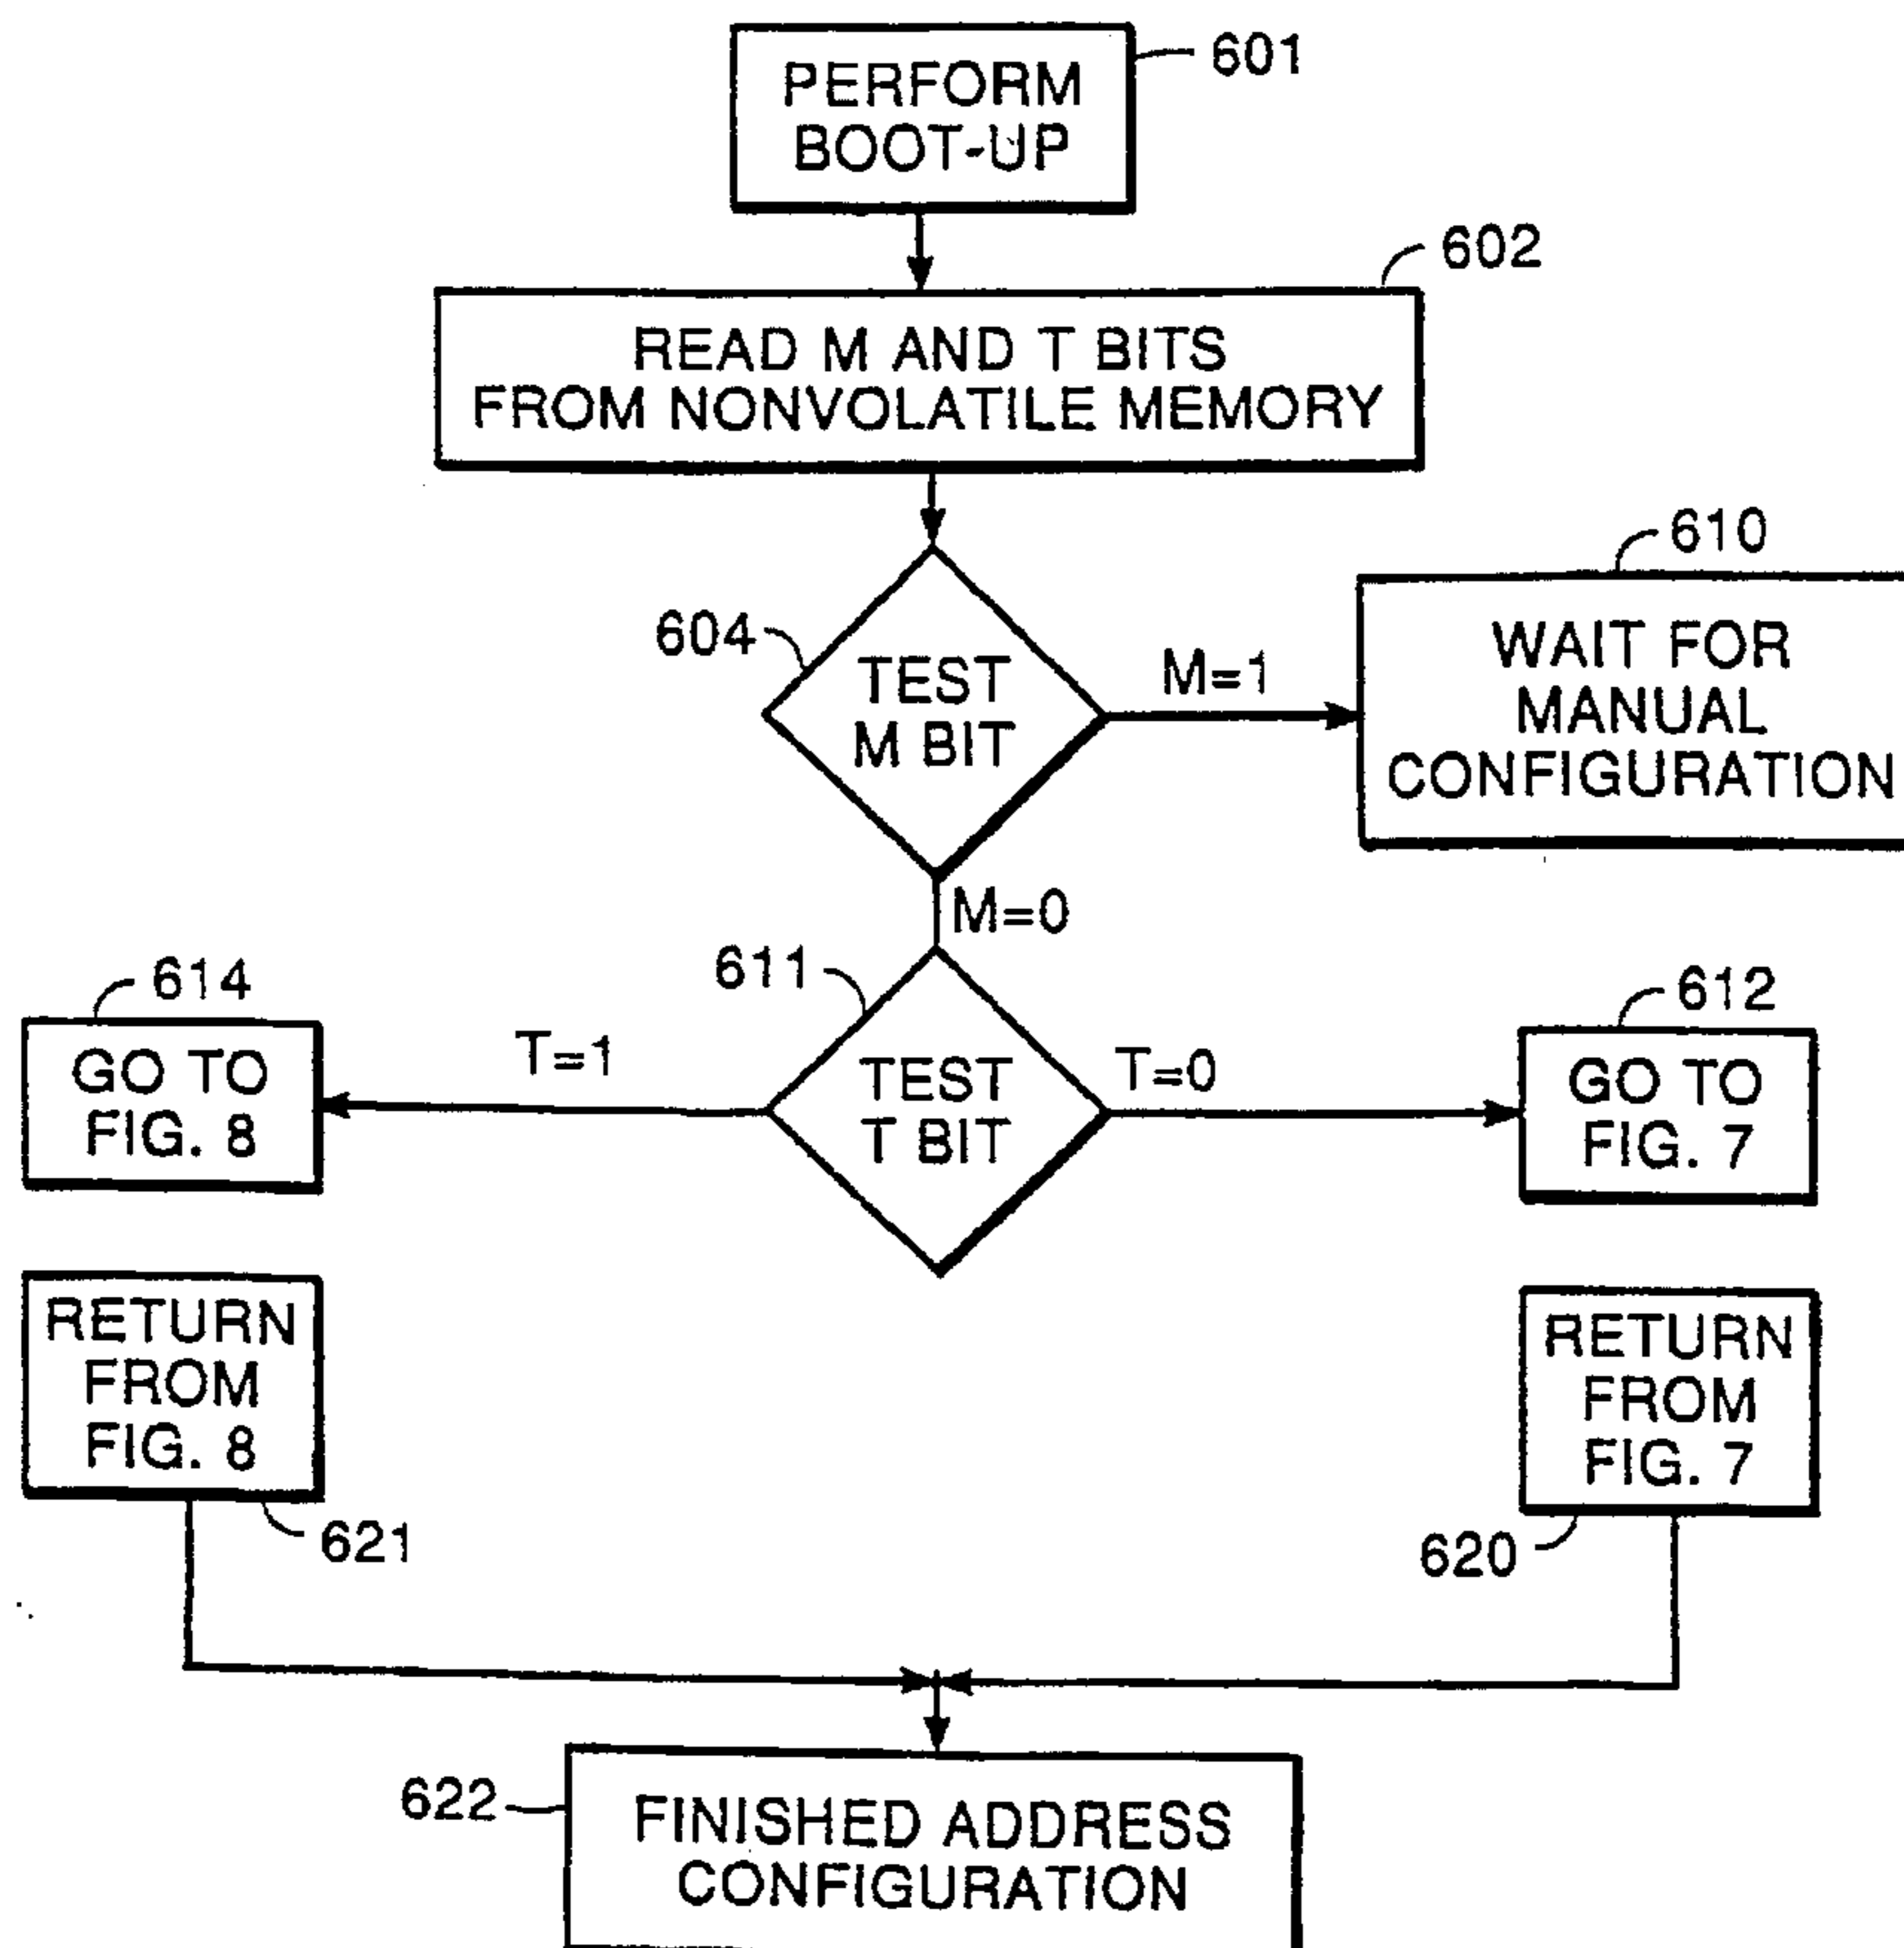 PERFORM
BOOT-UP
601
602
READ M AND T BITS
FROM NONVOLATILE MEMORY
604
TEST
M BIT
M=1
610
WAIT FOR
MANUAL
CONFIGURATION
M=0
611
TEST
T BIT
T=1
614
GO TO
FIG. 8
T=0
612
GO TO
FIG. 7
RETURN
FROM
FIG. 8
621
RETURN
FROM
FIG. 7
620
622
FINISHED ADDRESS
CONFIGURATION